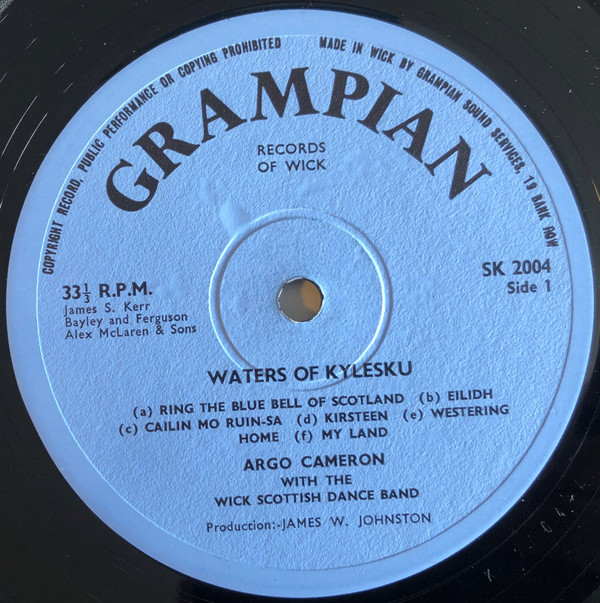 COPYRIGHT RECORD, PUBLIC PERFORMANCE OR COPYING PROHIBITED
MADE IN WICK BY GRAMPIAM SOUND SERVICES, 19 BANK ROW
GRAMPIAN
RECORDS
OF WICK
33 1/3 R.P.M.
James S. Kerr
Bayley and Ferguson
Alex McLaren & Sons
SK 2004
Side 1
WATERS OF KYLESKU
(a) RING THE BLUE BELL OF SCOTLAND (b) EILIDH
(c) CAILIN MO RUIN-SA (d) KIRSTEEN (e) WESTERING
HOME (f) MY LAND
ARGO CAMERON
WITH THE
WICK SCOTTISH DANCE BAND
Production:-JAMES W. JOHNSTON